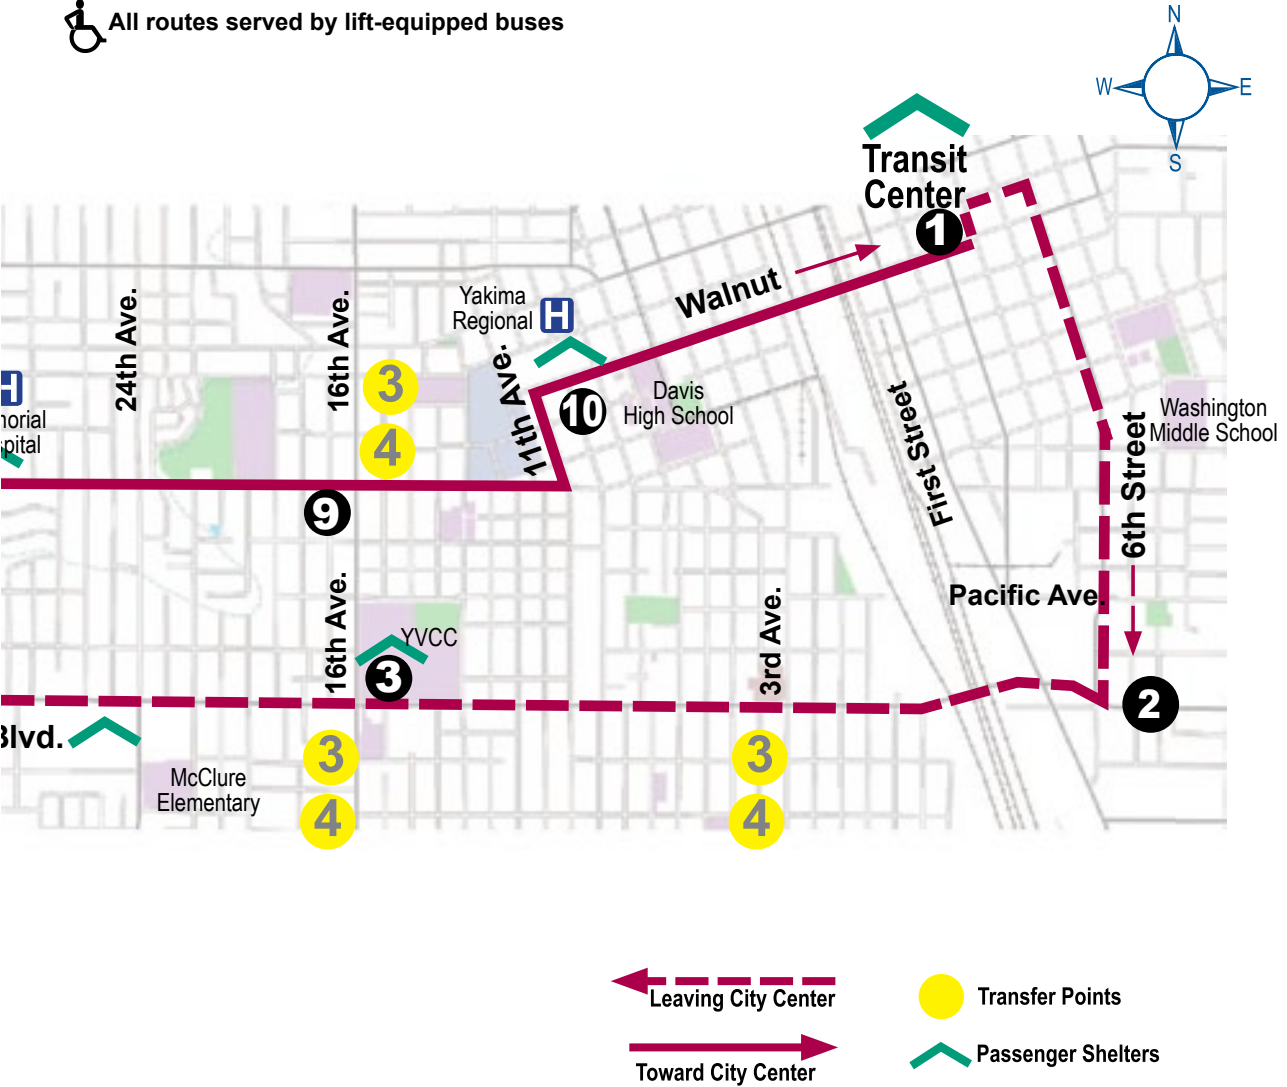 All routes served by lift-equipped buses
N
W
E
S
Transit
Center
1
Walnut
Yakima
Regional
H
24th Ave.
16th Ave.
11th Ave.
3
4
10
Davis
High School
First Street
6th Street
Washington
Middle School
H
norial
spital
9
16th Ave.
YVCC
3
3rd Ave.
Pacific Ave.
2
Blvd.
McClure
Elementary
3
4
3
4
Leaving City Center
Toward City Center
Transfer Points
Passenger Shelters